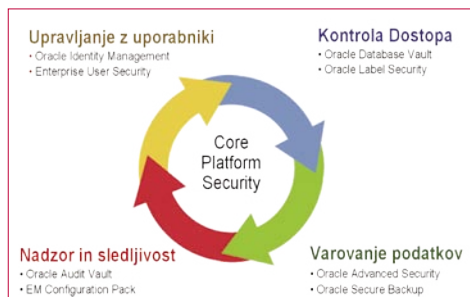 Upravljanje z uporabniki
• Oracle Identity Management
• Enterprise User Security
Kontrola Dostopa
• Oracle Database Vault
• Oracle Label Security
Core
Platform
Security
Nadzor in sledljivost
• Oracle Audit Vault
• EM Configuration Pack
Varovanje podatkov
• Oracle Advanced Security
• Oracle Secure Backup